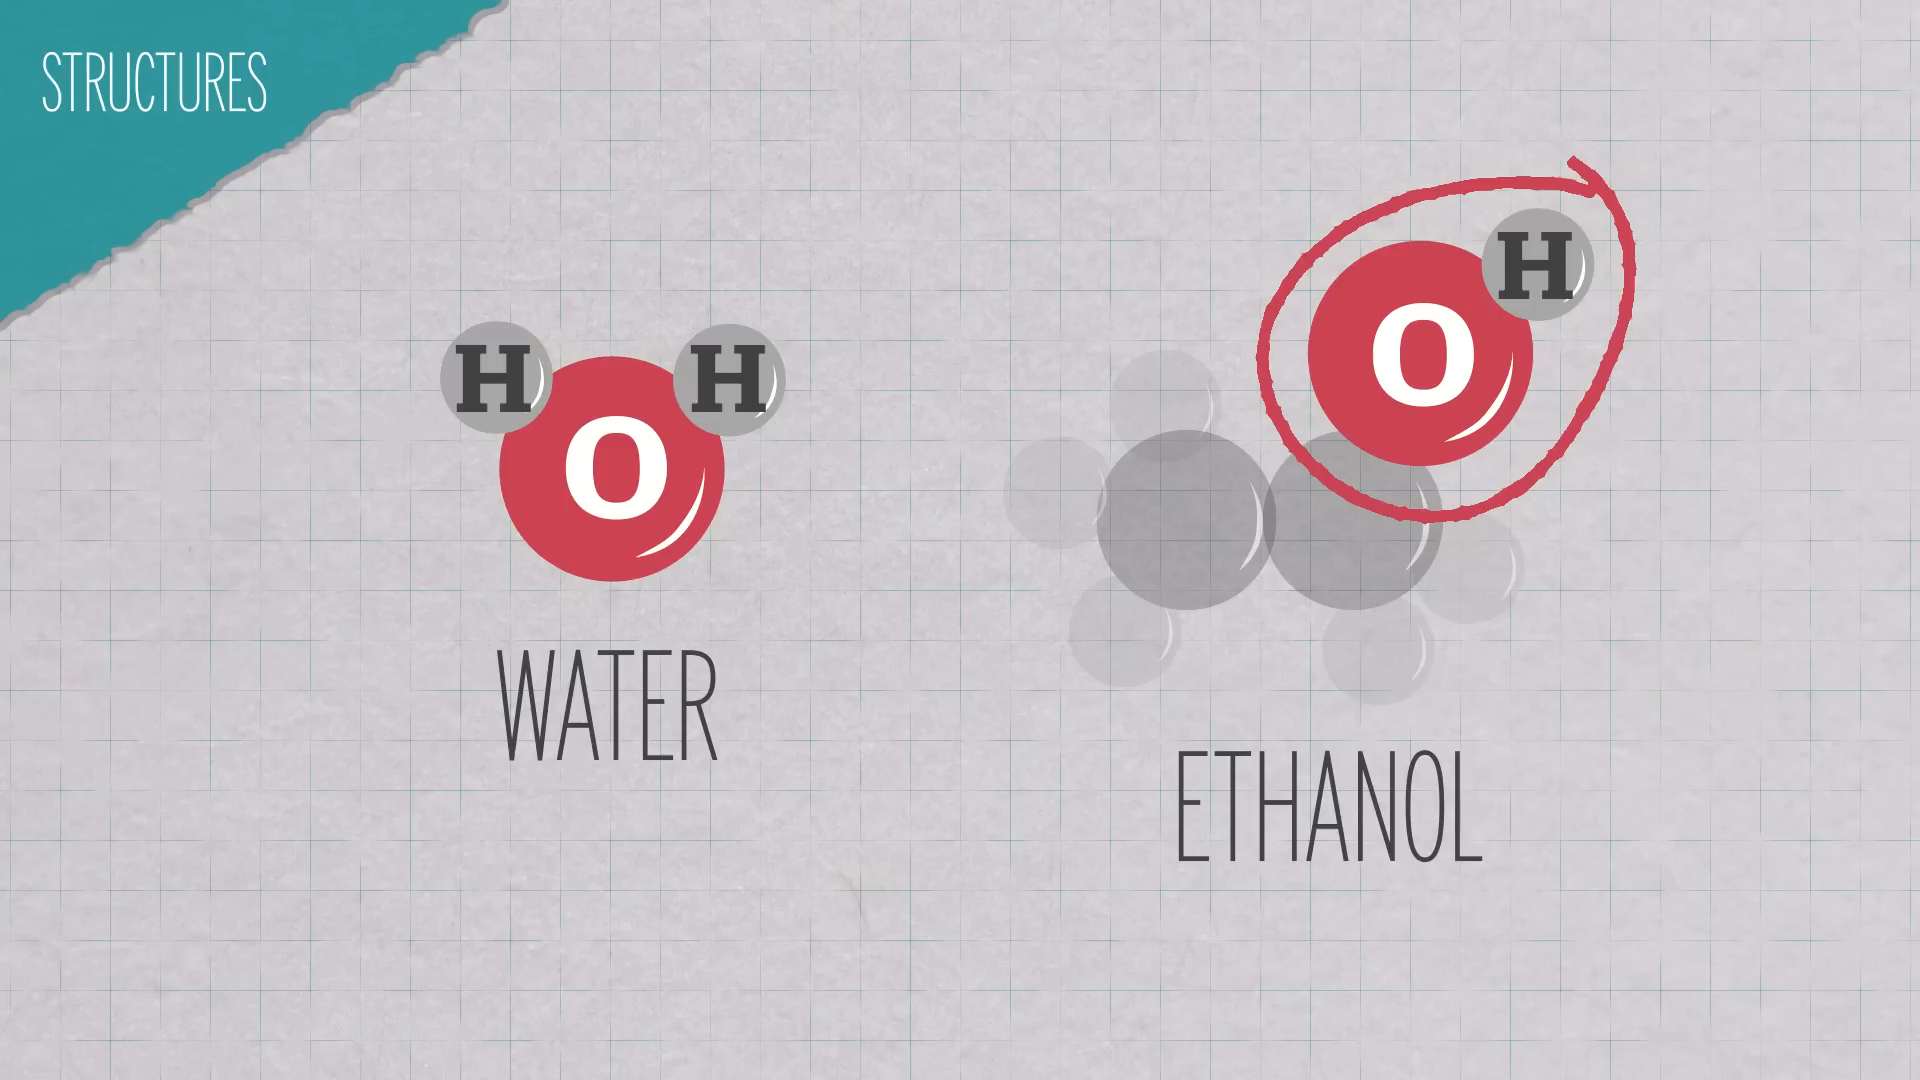 STRUCTURES
H H
O
WATER
H
O
ETHANOL